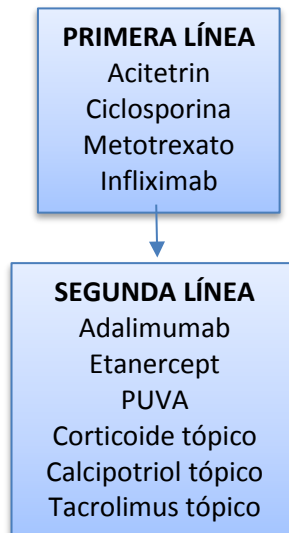 PRIMERA LÍNEA
Acitetrin
Ciclosporina
Metotrexato
Infliximab
SEGUNDA LÍNEA
Adalimumab
Etanercept
PUVA
Corticoide tópico
Calcipotriol tópico
Tacrolimus tópico